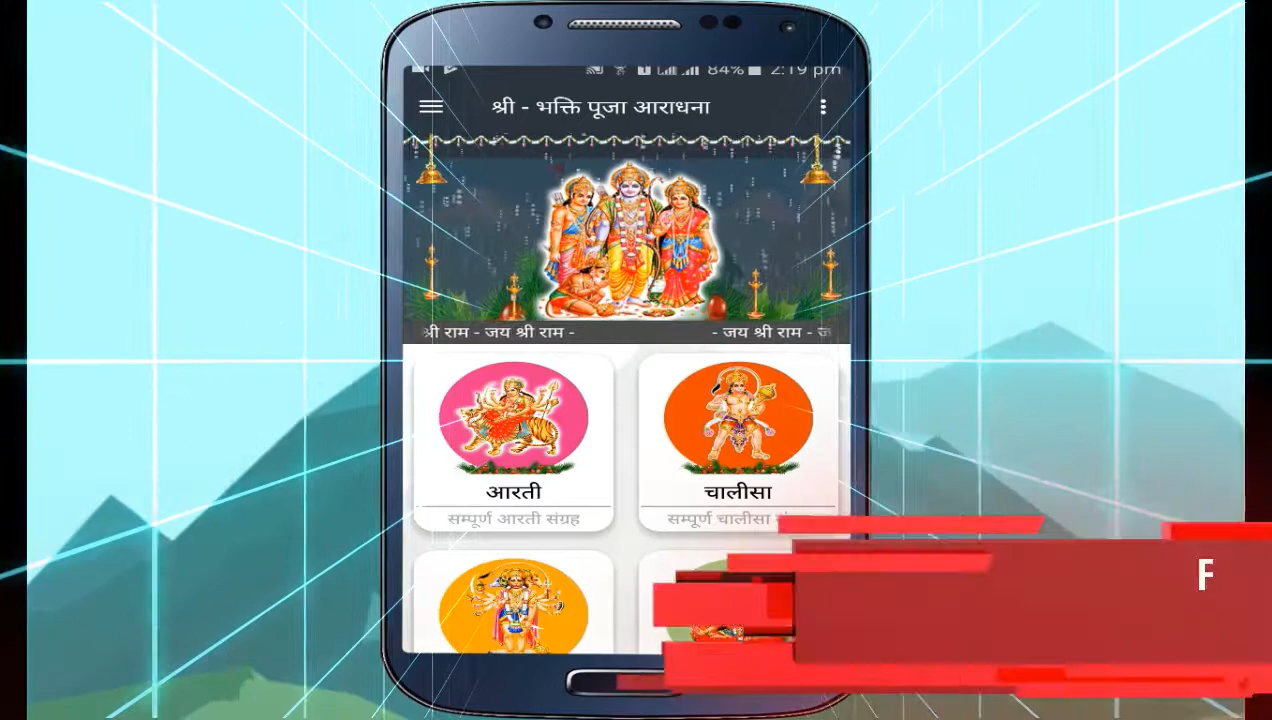 84% 2:19 pm
श्री - भक्ति पूजा आराधना
श्री राम - जय श्री राम - - जय श्री राम -
आरती
चालीसा
सम्पूर्ण आरती संग्रह
सम्पूर्ण चालीसा
F